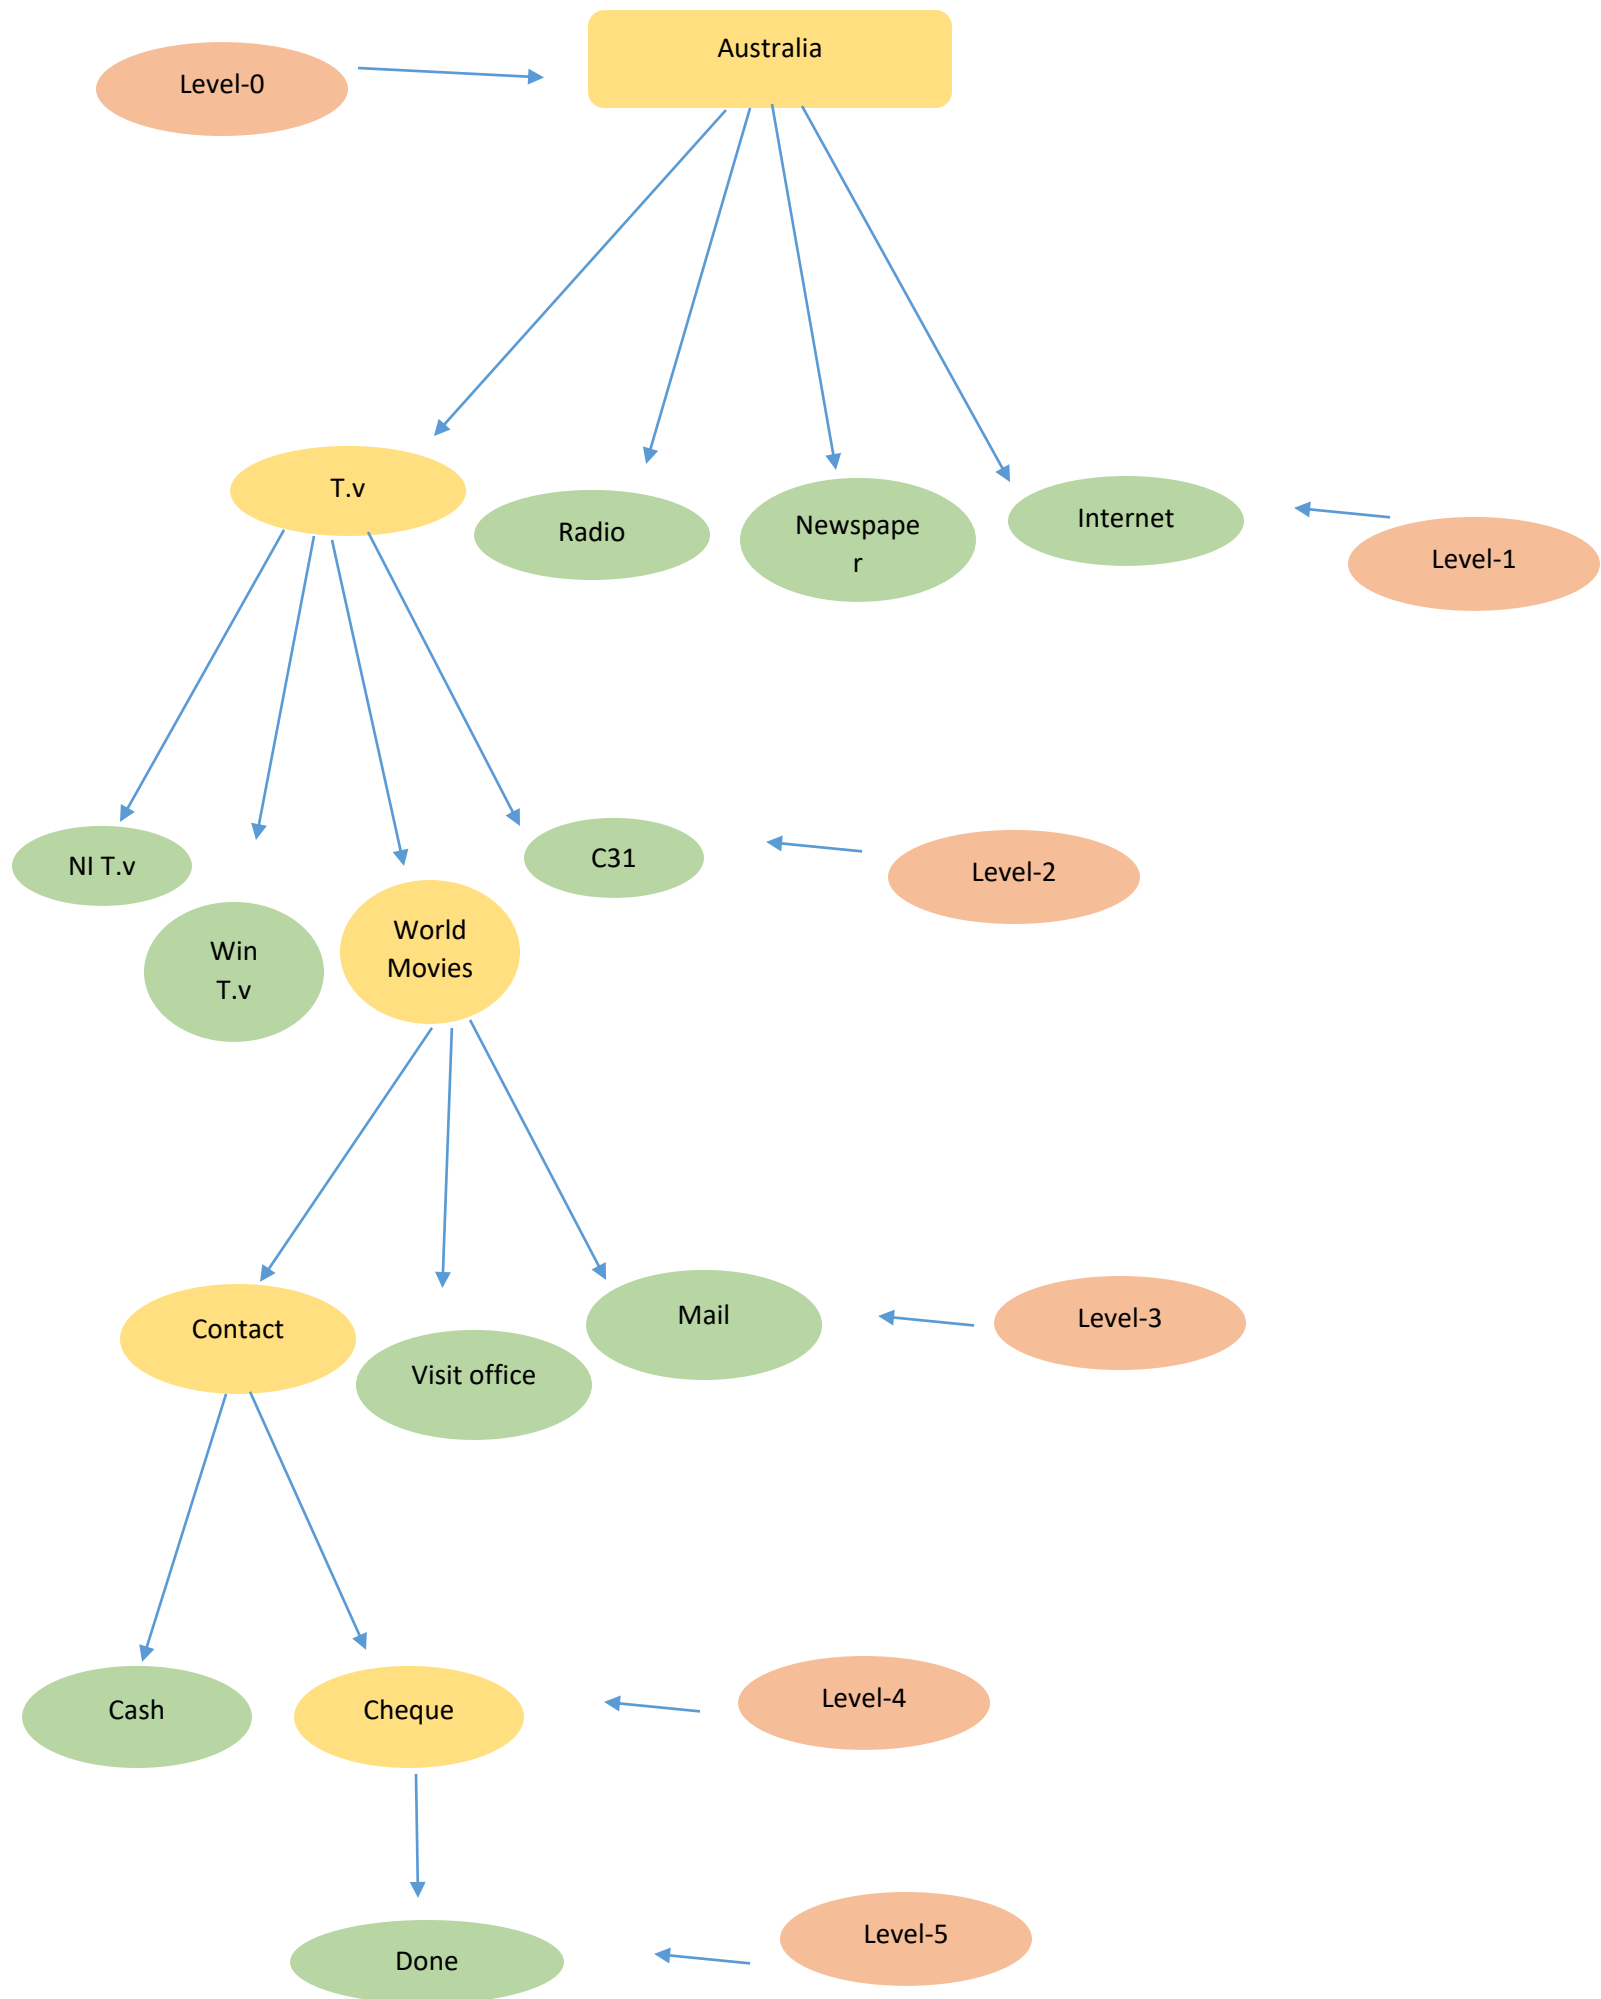 Australia
Level-0
T.v
Radio
Newspape
r
Internet
Level-1
NI T.v
Win
T.v
World
Movies
C31
Level-2
Contact
Visit office
Mail
Level-3
Cash
Cheque
Level-4
Done
Level-5